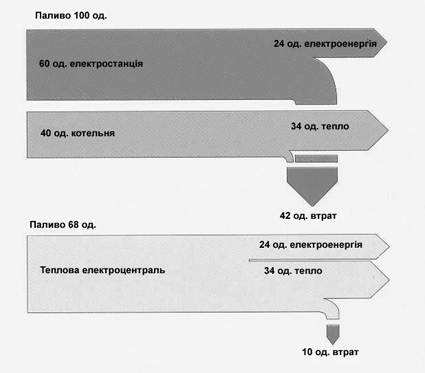 Паливо 100 од.
24 од. електроенергія
60 од. електростанція
40 од. котельня
34 од. тепло
42 од. втрат
Паливо 68 од.
24 од. електроенергія
Теплова електроцентраль
34 од. тепло
10 од. втрат